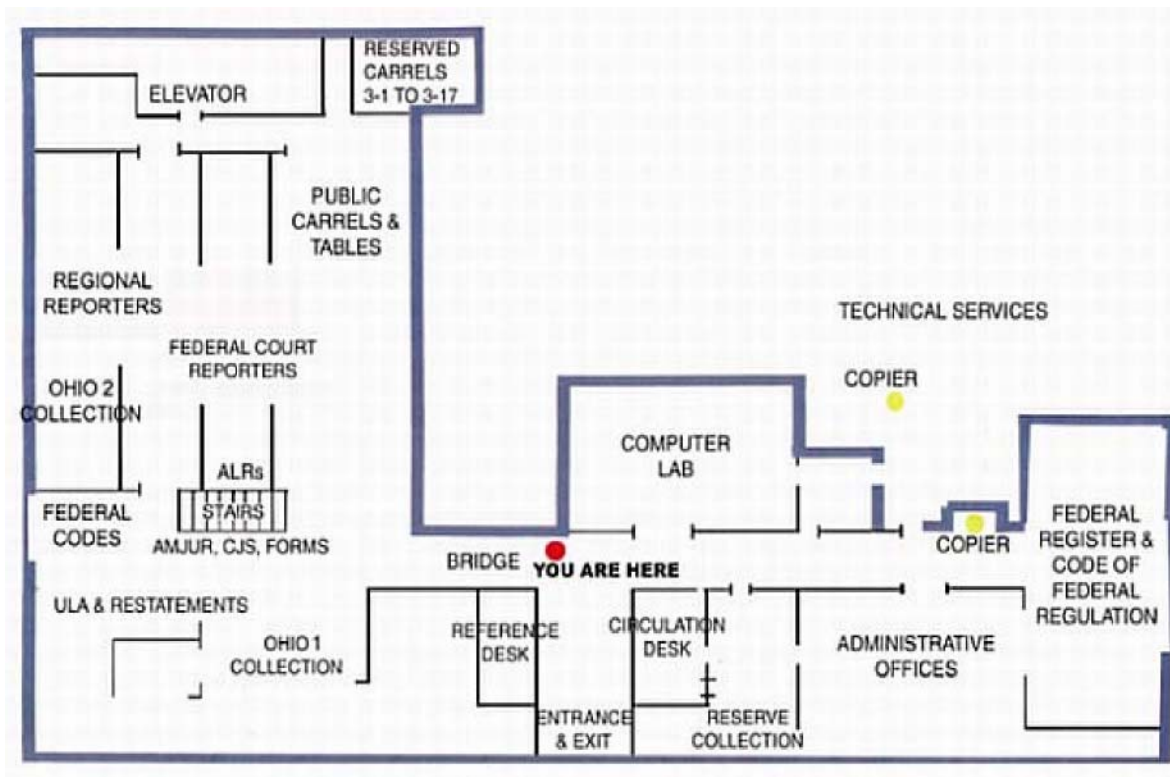 RESERVED
CARRELS
3-1 TO 3-17
ELEVATOR
PUBLIC
CARRELS &
TABLES
REGIONAL
REPORTERS
TECHNICAL SERVICES
FEDERAL COURT
REPORTERS
COPIER
OHIO 2
COLLECTION
COMPUTER
LAB
ALRs
STAIRS
FEDERAL
CODES
AMJUR, CJS, FORMS
COPIER
FEDERAL
REGISTER &
CODE OF
FEDERAL
REGULATION
BRIDGE
YOU ARE HERE
ULA & RESTATEMENTS
OHIO 1
COLLECTION
REFERENCE
DESK
CIRCULATION
DESK
ADMINISTRATIVE
OFFICES
ENTRANCE
& EXIT
RESERVE
COLLECTION